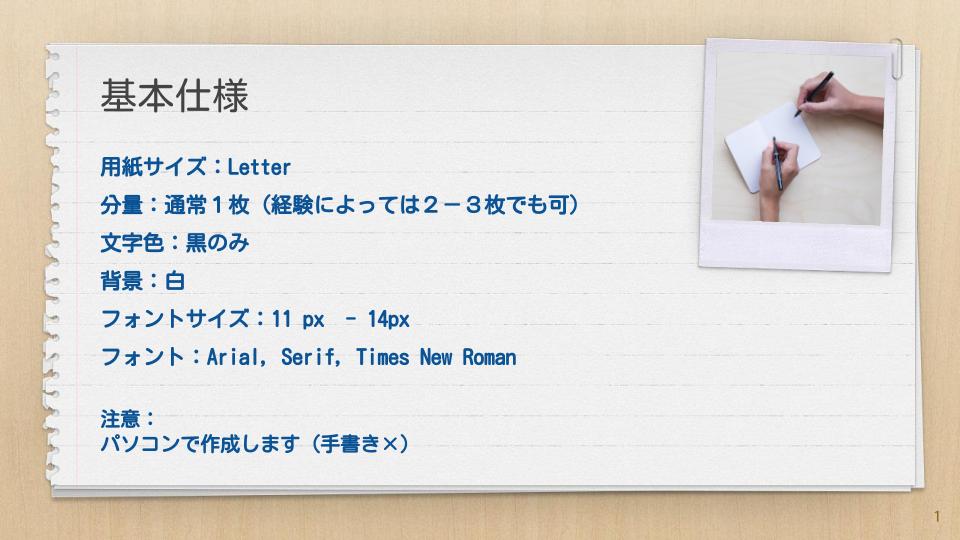 基本仕様
用紙サイズ：Letter
分量：通常１枚（経験によっては２－３枚でも可）
文字色：黒のみ
背景：白
フォントサイズ：11 px  - 14px
フォント：Arial, Serif, Times New Roman
注意：
パソコンで作成します（手書き×）
1